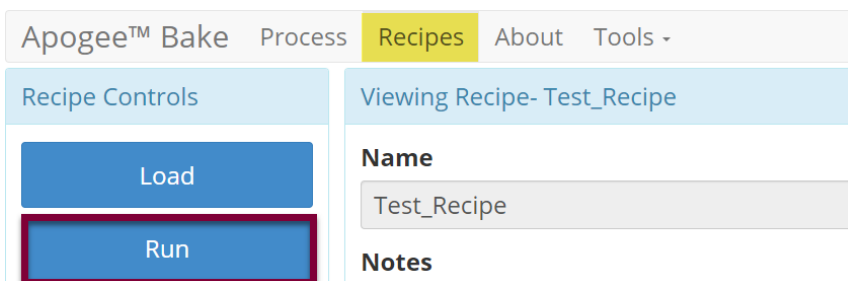 Apogee™ Bake Process Recipes About Tools
Recipe Controls
Viewing Recipe- Test_Recipe
Load
Run
Name
Test_Recipe
Notes